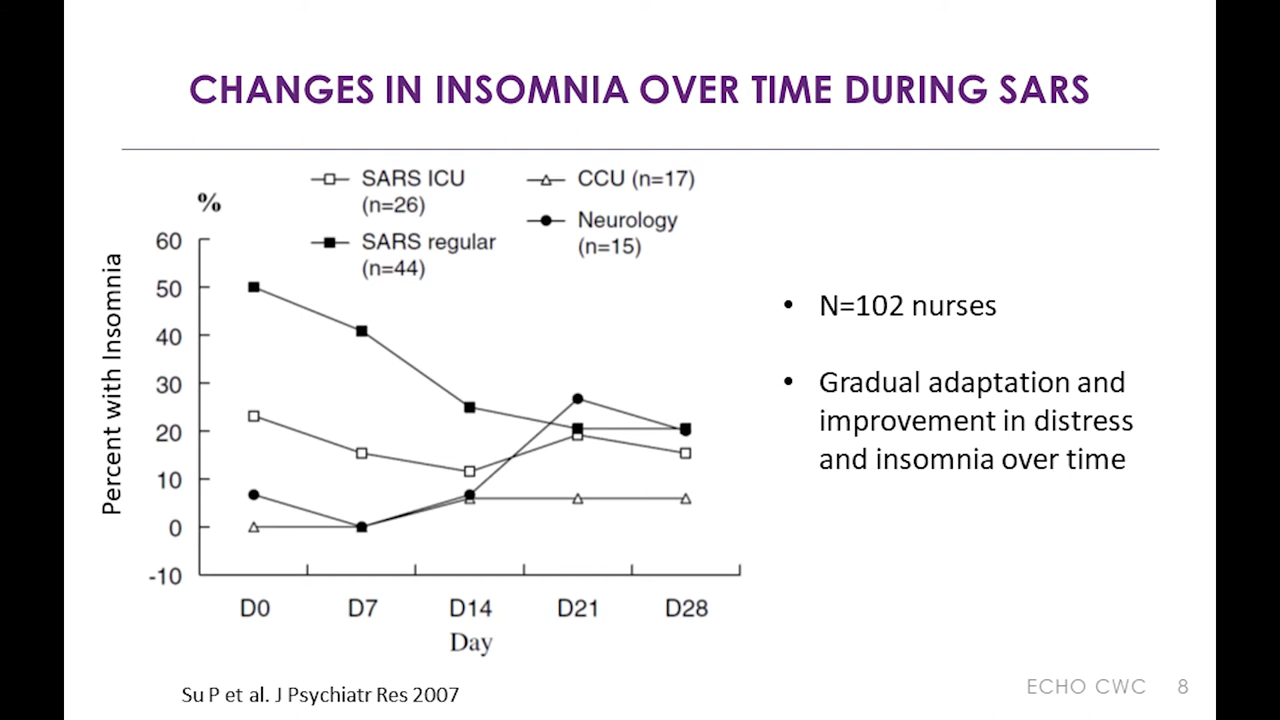 CHANGES IN INSOMNIA OVER TIME DURING SARS
%
SARS ICU
(n=26)
SARS regular
(n=44)
CCU (n=17)
Neurology
(n=15)
Percent with Insomnia
60
50
40
30
20
10
0
-10
D0 D7 D14 D21 D28
Day
• N=102 nurses
• Gradual adaptation and
improvement in distress
and insomnia over time
Su P et al. J Psychiatr Res 2007
ECHO CWC 8